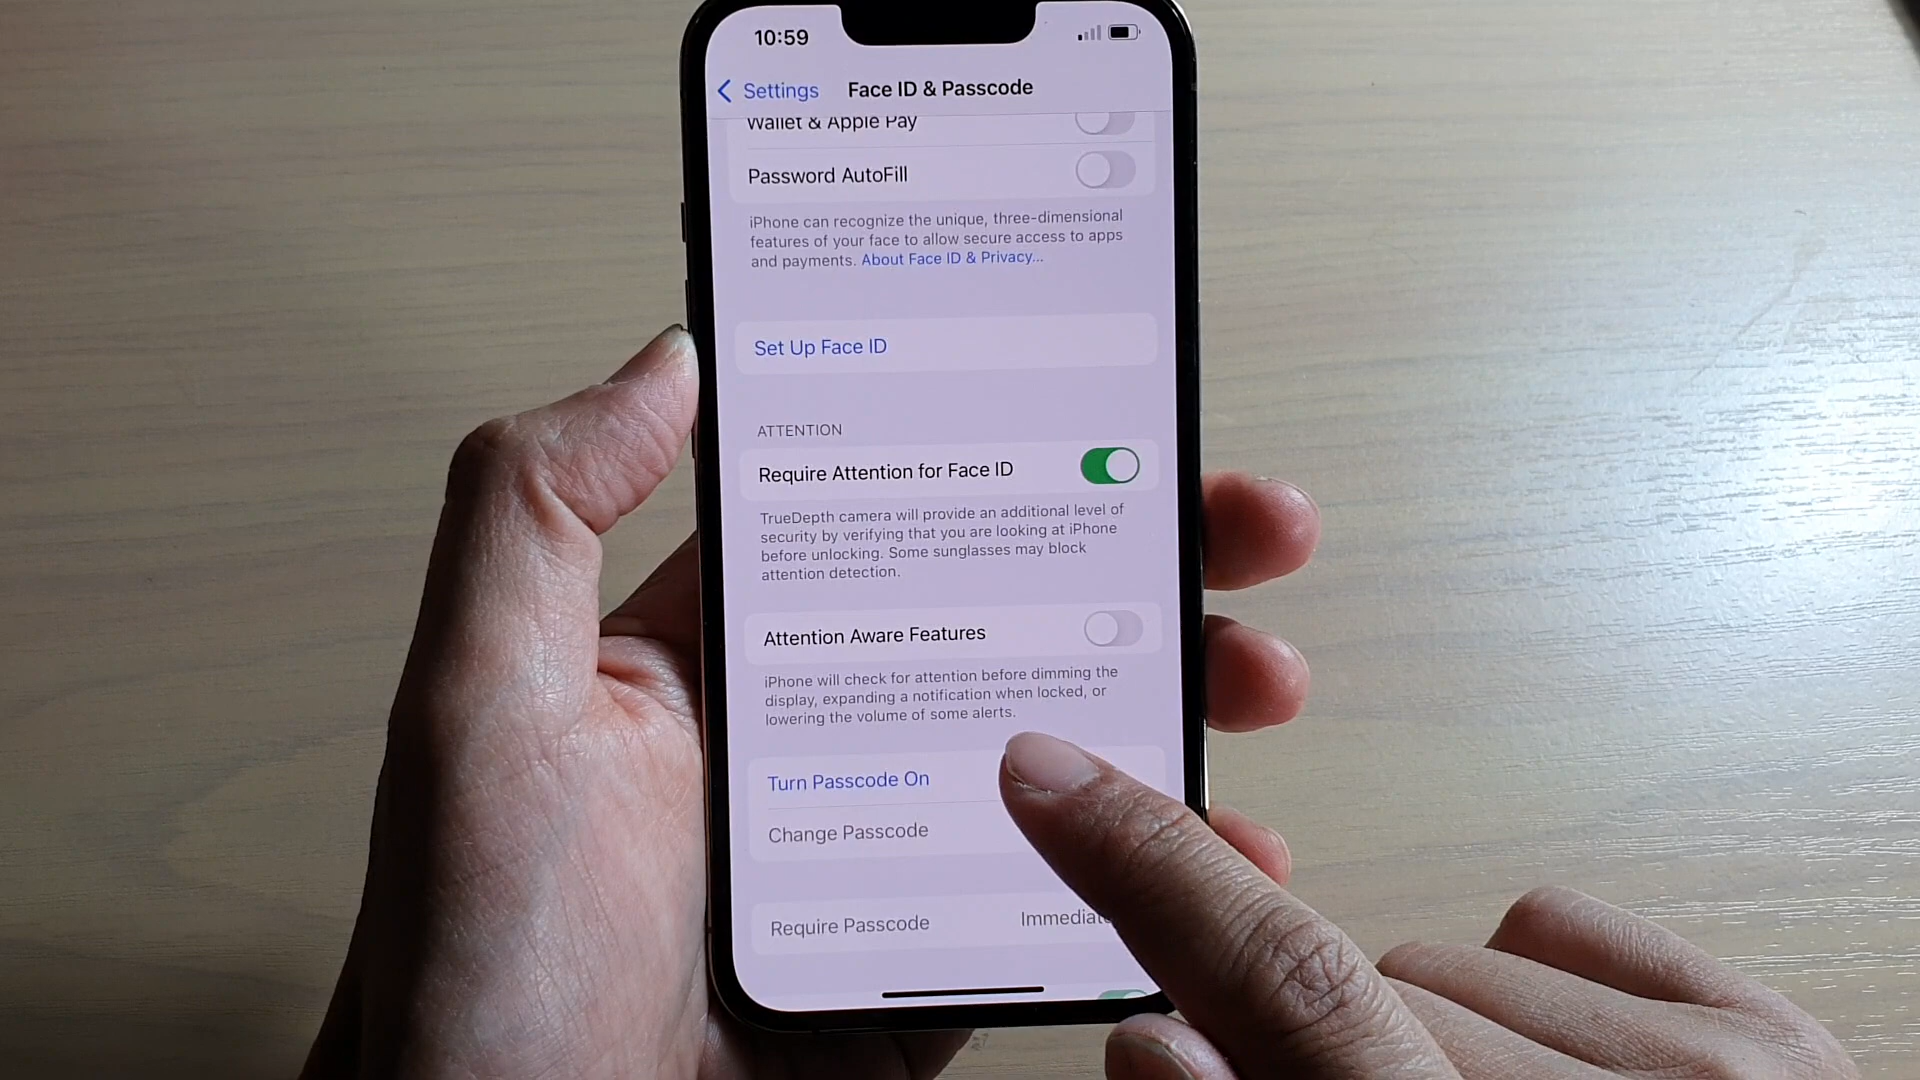 10:59
Settings
Face ID & Passcode
Wallet & Apple Pay
Password AutoFill
iPhone can recognize the unique, three-dimensional
features of your face to allow secure access to apps
and payments. About Face ID & Privacy...
Set Up Face ID
ATTENTION
Require Attention for Face ID
TrueDepth camera will provide an additional level of
security by verifying that you are looking at iPhone
before unlocking. Some sunglasses may block
attention detection.
Attention Aware Features
iPhone will check for attention before dimming the
display, expanding a notification when locked, or
lowering the volume of some alerts.
Turn Passcode On
Change Passcode
Require Passcode